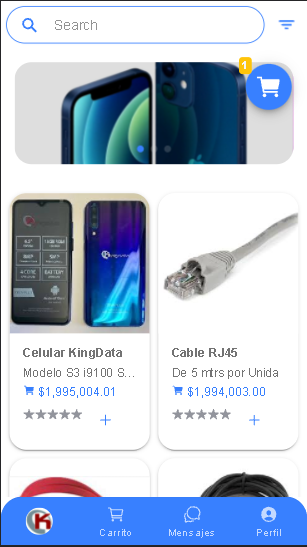 Search
1
Celular KingData
Modelo S3 i9100 S...
$1,995,004.01
Cable RJ45
De 5 mtrs por Unida
$1,994,003.00
Carrito
Mensajes
Perfil